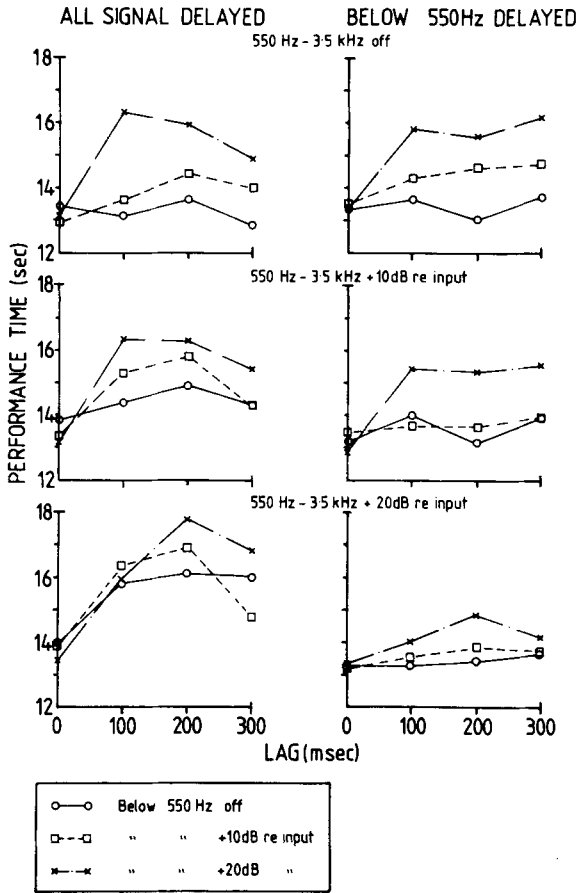 ALL SIGNAL DELAYED
BELOW 550Hz DELAYED
550 Hz - 3·5 kHz off
18
16
14
12
550 Hz - 3·5 kHz +10dB re input
16
14
12
550 Hz - 3·5 kHz + 20dB re input
18
16
14
12
0 100 200 300
0 100 200 300
PERFORMANCE TIME (sec)
LAG (msec)
Below 550 Hz off
" " +10dB re input
" " +20dB "